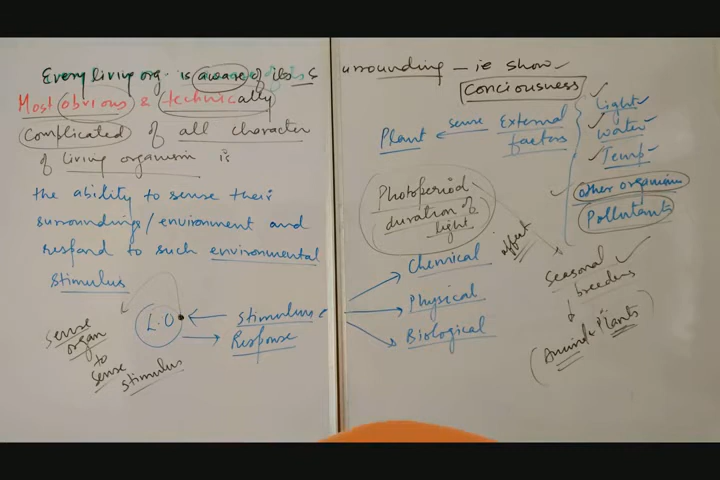 Every living org. is aware of its surrounding _ ie show
Conciousness
Most obvious & technically
complicated of all character
of living organism is
the ability to sense their
surroundings/environment and
respand to such environmental
stimulus
L.O
Stimulus
Response
sense
organ
to
sense
stimulus
Plant sense External
factors
Light
water
Temp
other organism
Pollutants
Photoperiod
duration of
light
affect
Seasonal
breeders
(Animal & Plants)
Chemical
Physical
Biological